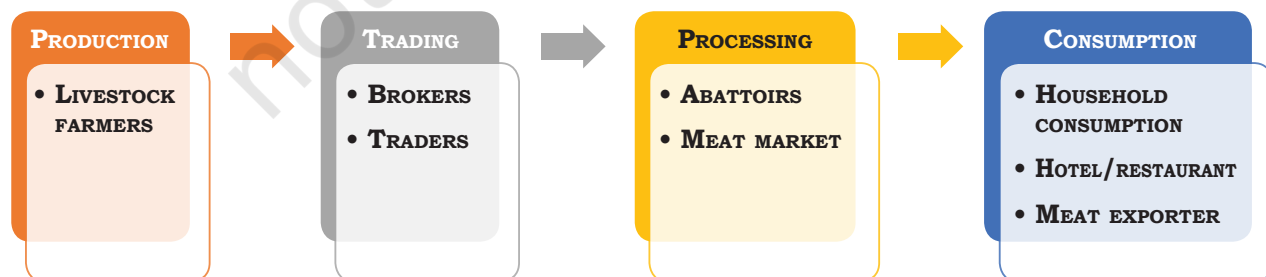 Production
• Livestock
farmers
Trading
• Brokers
• Traders
Processing
• Abattoirs
• Meat market
Consumption
• Household
consumption
• Hotel/restaurant
• Meat exporter